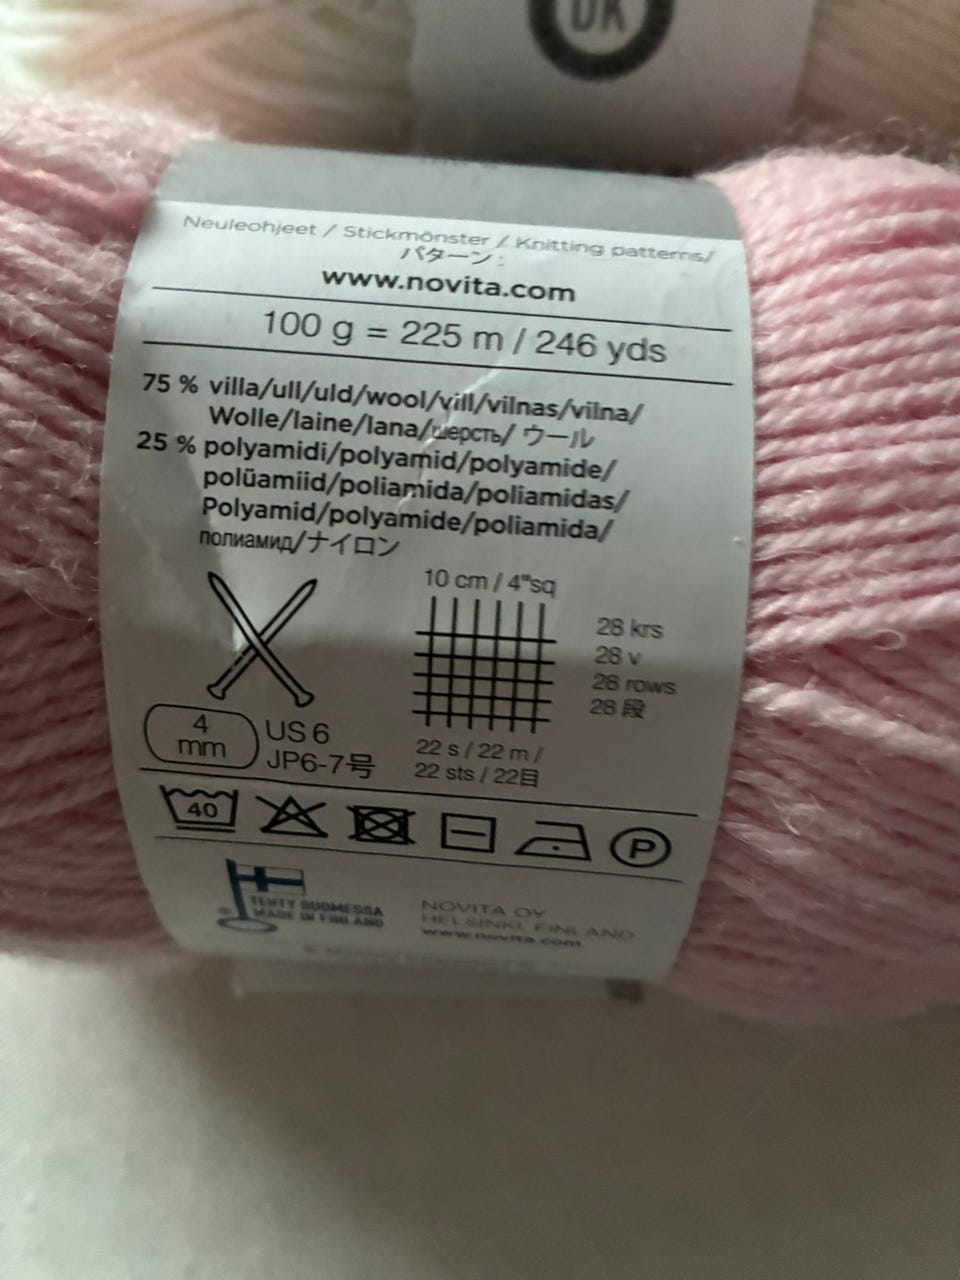 DK
Neuleohjeet / Stickmönster / Knitting patterns/
パターン:
www.novita.com
100 g = 225 m / 246 yds
75 % villa/ull/uld/wool/vill/vilnas/vilna/
Wolle/laine/lana/шерсть/ ウール
25 % polyamidi/polyamid/polyamide/
polüamiid/poliamida/poliamidas/
Polyamid/polyamide/poliamida/
полиамид/ナイロン
10 cm / 4"sq
28 krs
28 v
28 rows
28 段
22 s / 22 m /
22 sts / 22目
4
mm
US 6
JP6-7号
40
P
TEHTY SUOMESSA
MADE IN FINLAND
NOVITA OY
HELSINKI, FINLAND
www.novita.com